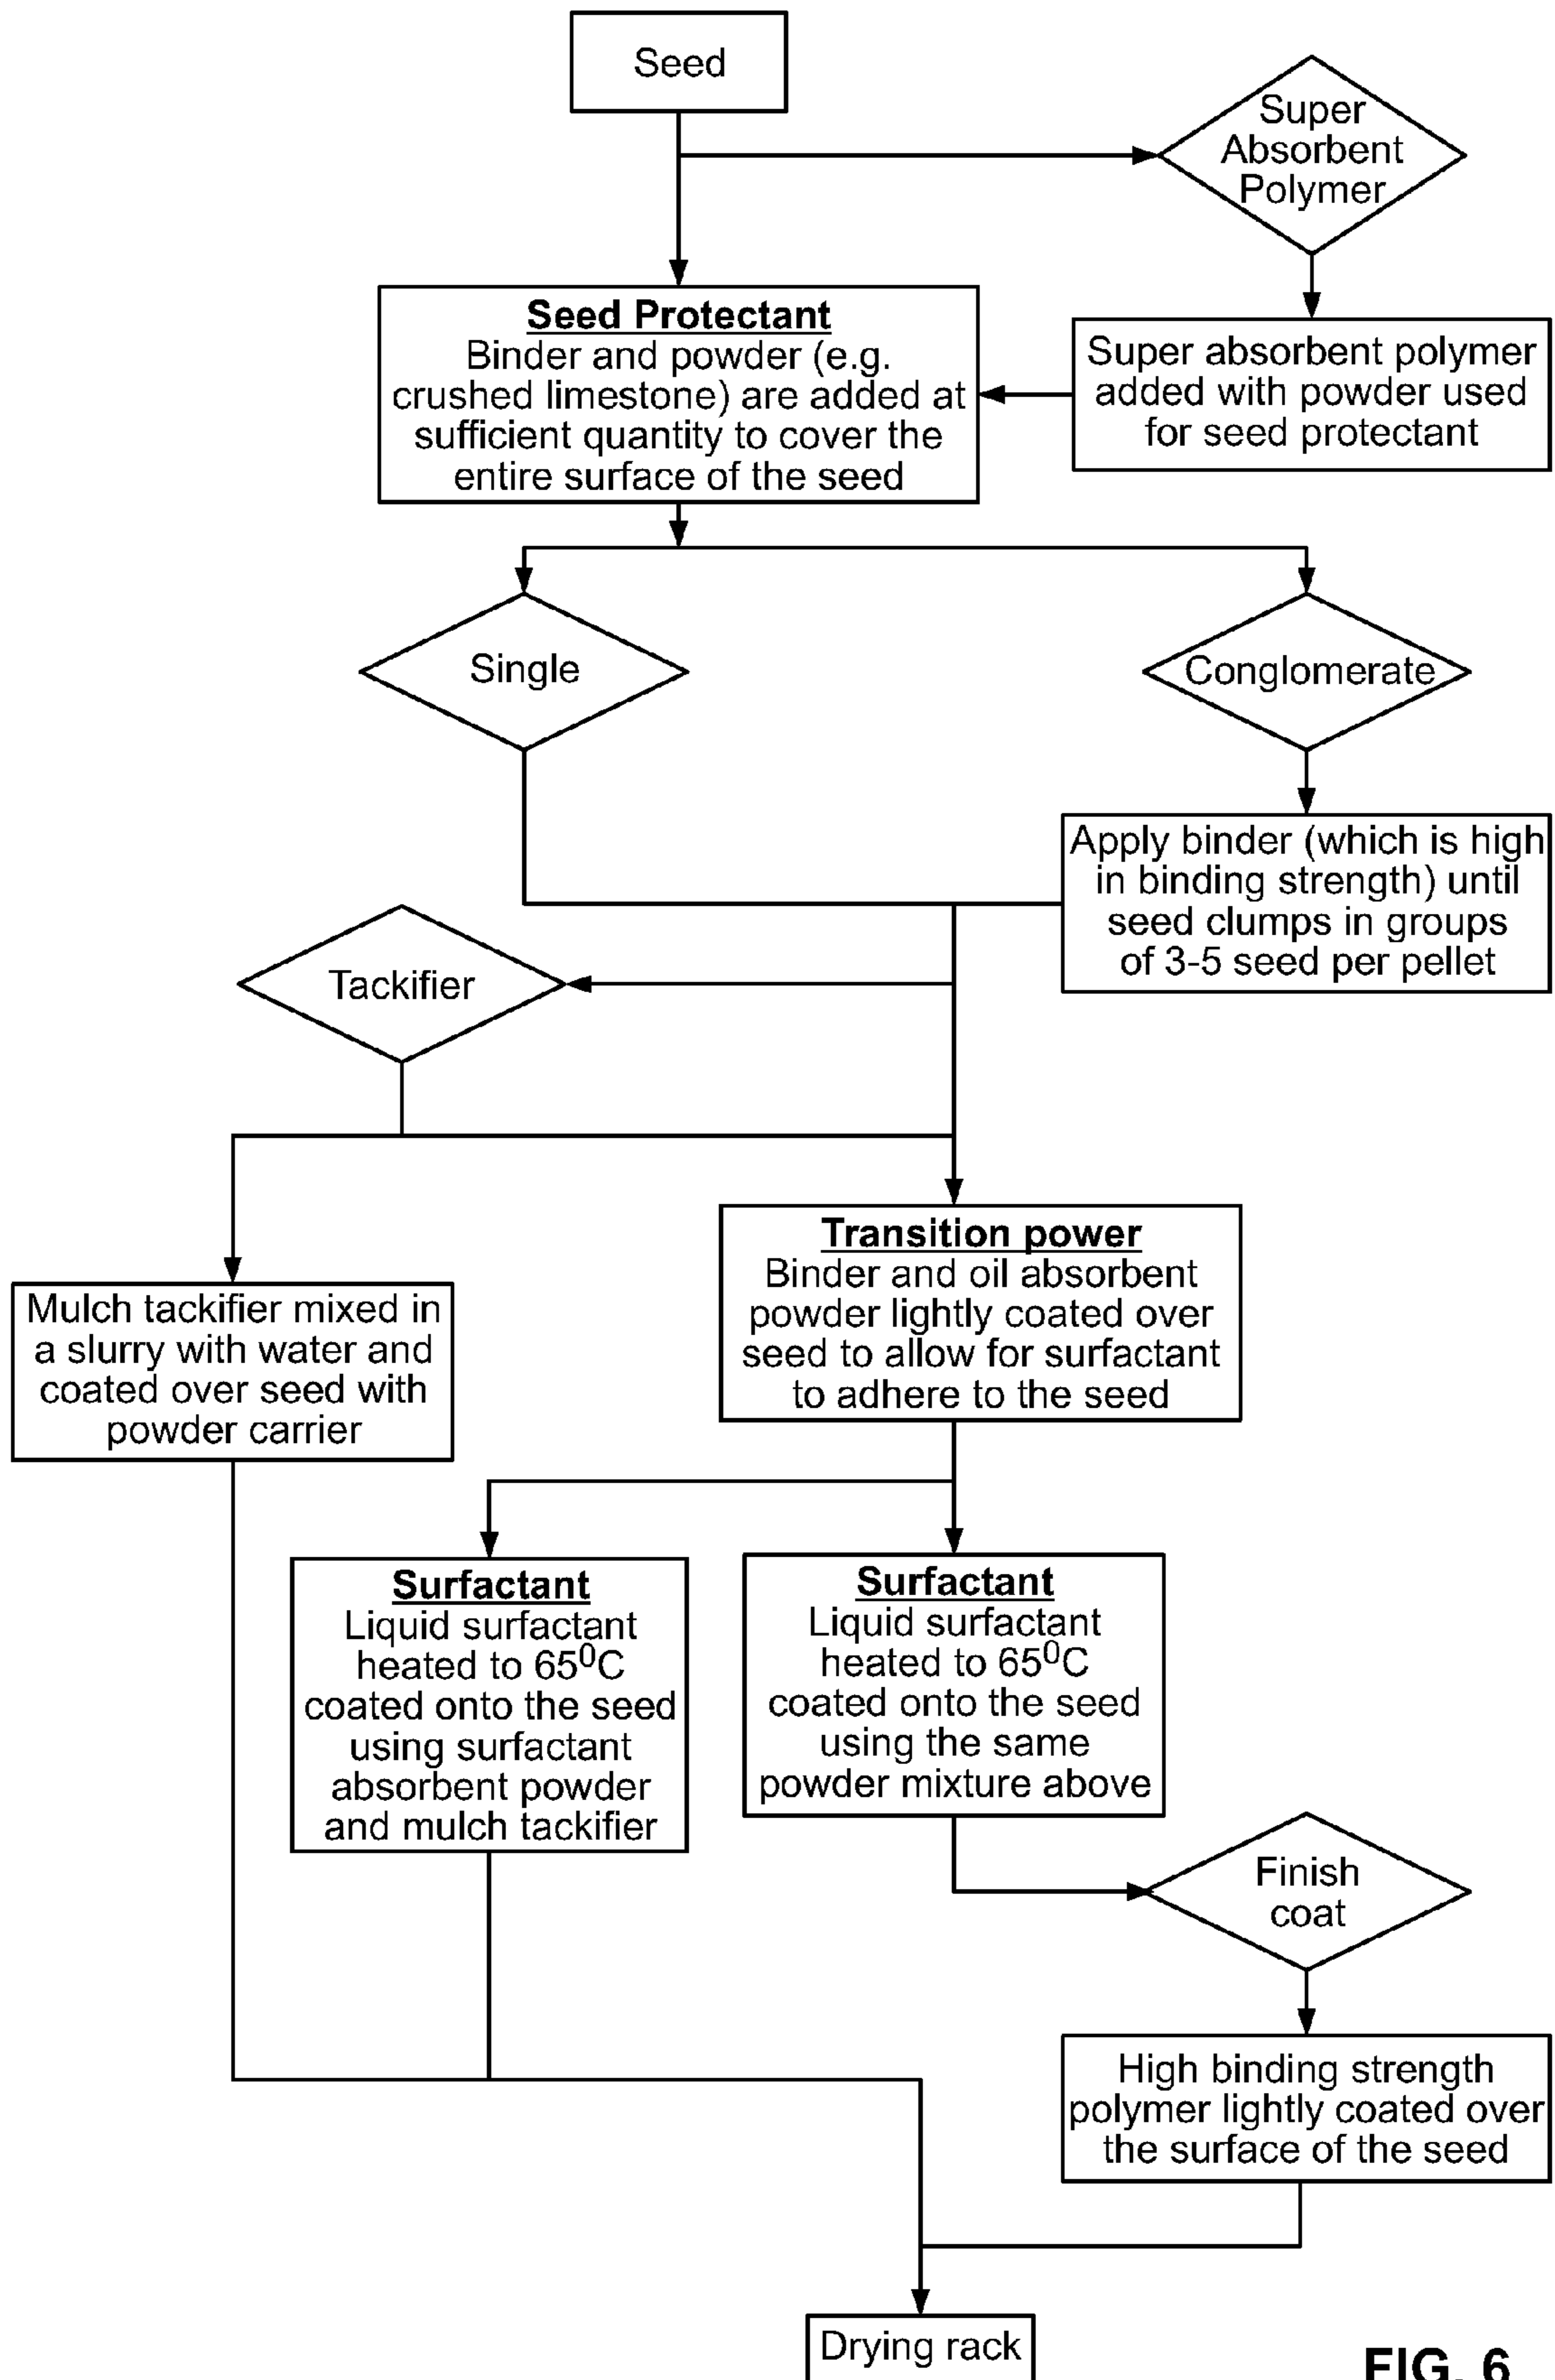 Seed
Super
Absorbent
Polymer
Seed Protectant
Binder and powder (e.g.
crushed limestone) are added at
sufficient quantity to cover the
entire surface of the seed
Super absorbent polymer
added with powder used
for seed protectant
Single
Conglomerate
Apply binder (which is high
in binding strength) until
seed clumps in groups
of 3-5 seed per pellet
Tackifier
Transition power
Binder and oil absorbent
powder lightly coated over
seed to allow for surfactant
to adhere to the seed
Mulch tackifier mixed in
a slurry with water and
coated over seed with
powder carrier
Surfactant
Liquid surfactant
heated to 65⁰C
coated onto the seed
using surfactant
absorbent powder
and mulch tackifier
Surfactant
Liquid surfactant
heated to 65⁰C
coated onto the seed
using the same
powder mixture above
Finish
coat
High binding strength
polymer lightly coated over
the surface of the seed
Drying rack
FIG. 6